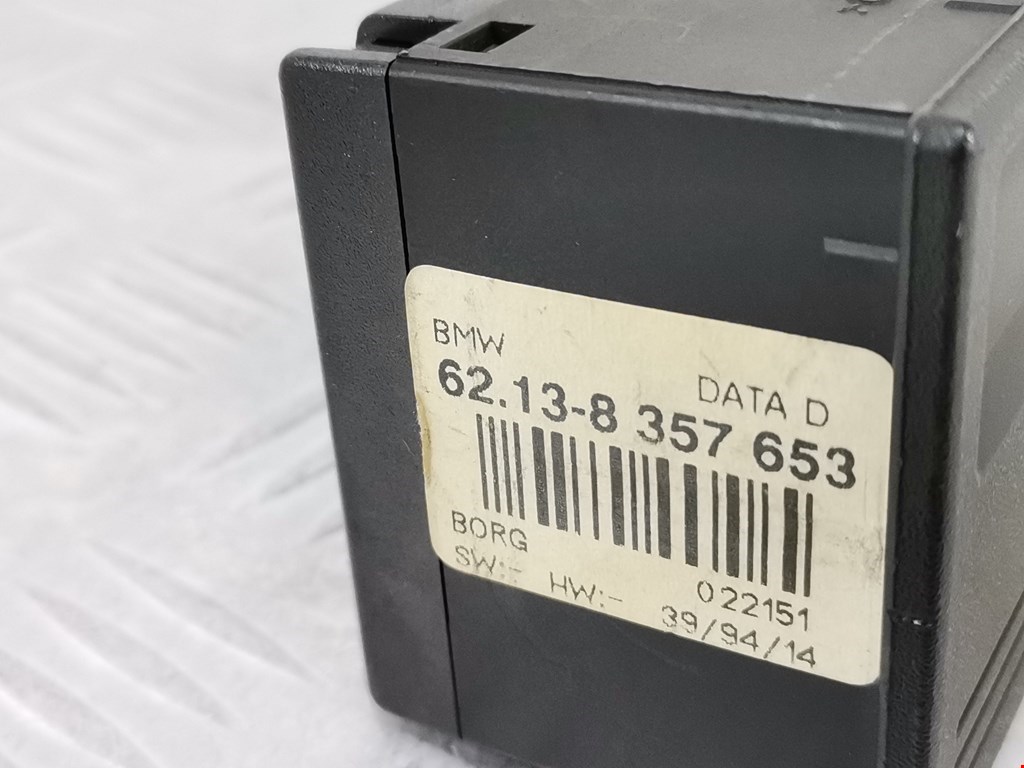 BMW
DATA D
62.13-8 357 653
BORG
022151
SW:- HW:-
39/94/14